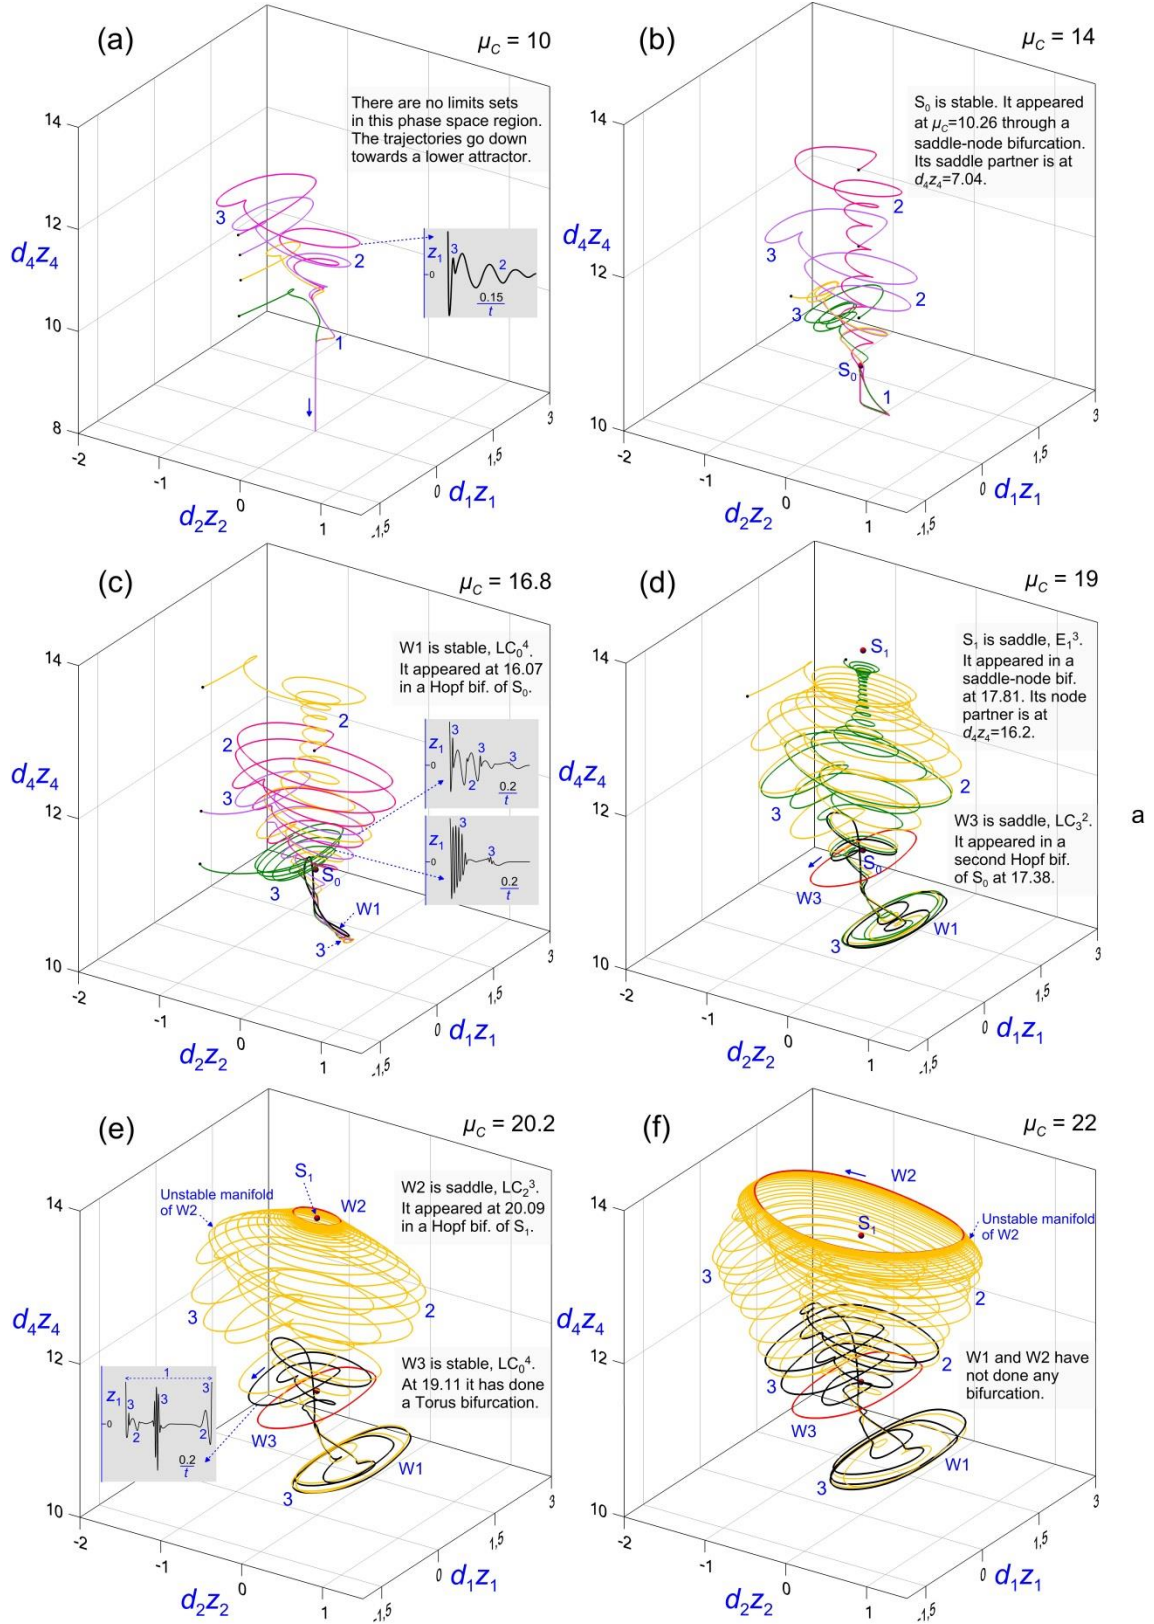 (a)
μC = 10
There are no limits sets
in this phase space region.
The trajectories go down
towards a lower attractor.
14
12
10
8
d4z4
3
2
1
z1
0
3
2
0.15
t
-2
-1
0
1
d2z2
-1,5
0
1,5
3
d1z1
(b)
μC = 14
S0 is stable. It appeared
at μC=10.26 through a
saddle-node bifurcation.
Its saddle partner is at
d4z4=7.04.
14
12
10
d4z4
2
3
2
3
S0
1
-2
-1
0
1
d2z2
-1,5
0
1,5
3
d1z1
(c)
μC = 16.8
W1 is stable, LC0^4.
It appeared at 16.07
in a Hopf bif. of S0.
14
12
10
d4z4
2
2
3
3
S0
W1
3
z1
0
3
3
3
2
2
0.2
t
z1
0
3
3
0.2
t
-2
-1
0
1
d2z2
-1,5
0
1,5
3
d1z1
(d)
μC = 19
S1 is saddle, E1^3.
It appeared in a
saddle-node bif.
at 17.81. Its node
partner is at
d4z4=16.2.
W3 is saddle, LC3^2.
It appeared in a
second Hopf bif.
of S0 at 17.38.
14
12
10
d4z4
S1
2
3
S0
W3
W1
3
-2
-1
0
1
d2z2
-1,5
0
1,5
3
d1z1
a
(e)
μC = 20.2
S1
W2
Unstable manifold
of W2
W2 is saddle, LC2^3.
It appeared at 20.09
in a Hopf bif. of S1.
W3 is stable, LC0^4.
At 19.11 it has done
a Torus bifurcation.
14
12
10
d4z4
3
2
W3
W1
3
1
z1
0
3
3
3
2
2
0.2
t
-2
-1
0
1
d2z2
-1,5
0
1,5
3
d1z1
(f)
μC = 22
W2
S1
Unstable manifold
of W2
W1 and W2 have
not done any
bifurcation.
14
12
10
d4z4
3
2
2
3
W3
W1
3
-2
-1
0
1
d2z2
-1,5
0
1,5
3
d1z1